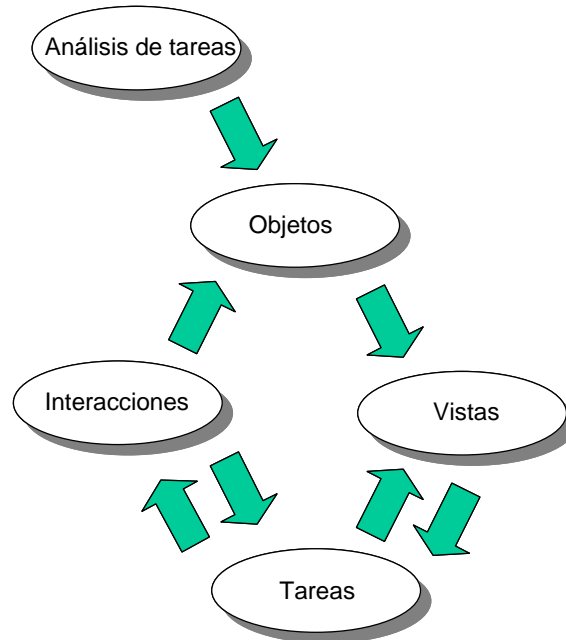 Análisis de tareas
Objetos
Interacciones
Vistas
Tareas